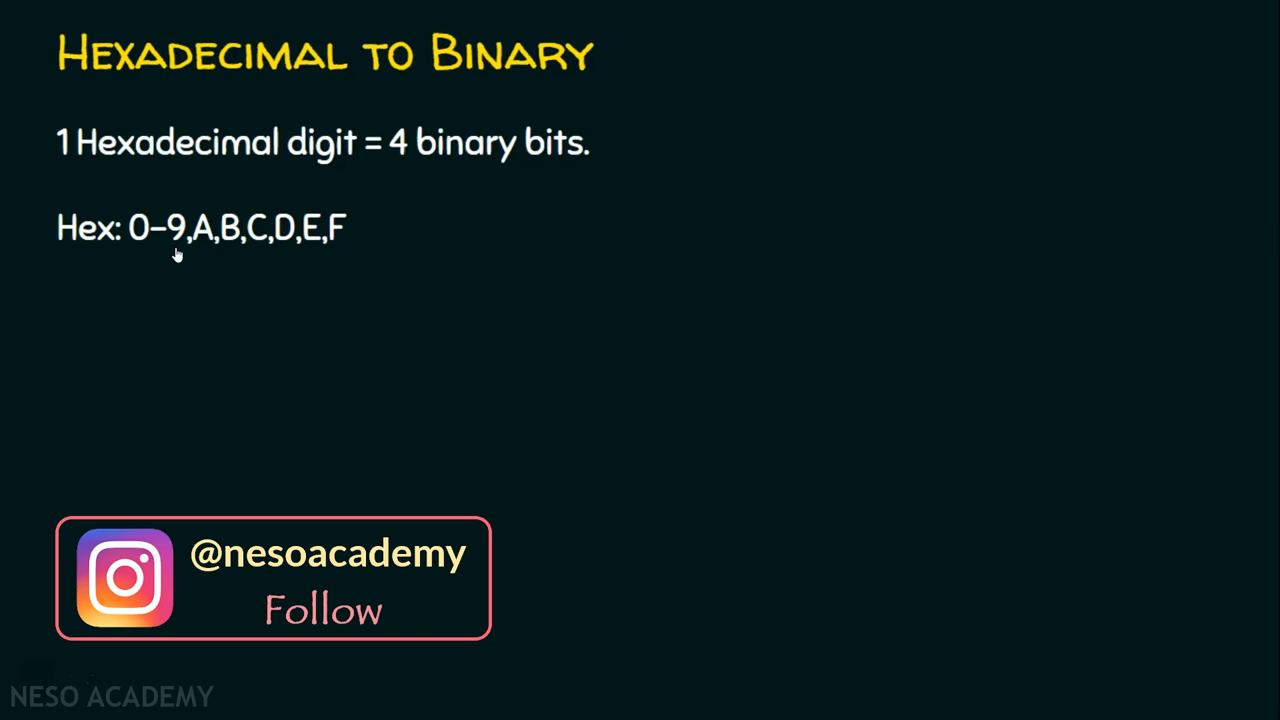 Hexadecimal to Binary
1 Hexadecimal digit = 4 binary bits.
Hex: 0–9,A,B,C,D,E,F
@nesoacademy
Follow
NESO ACADEMY